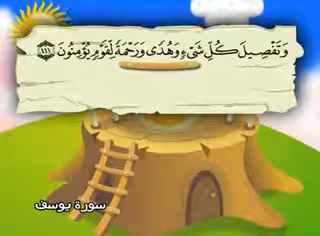 وَتَفْصِيلَ كُلِّ شَىْءٍ وَهُدًى وَرَحْمَةً لِّقَوْمٍ يُؤْمِنُونَ ١١١
سورة يوسف